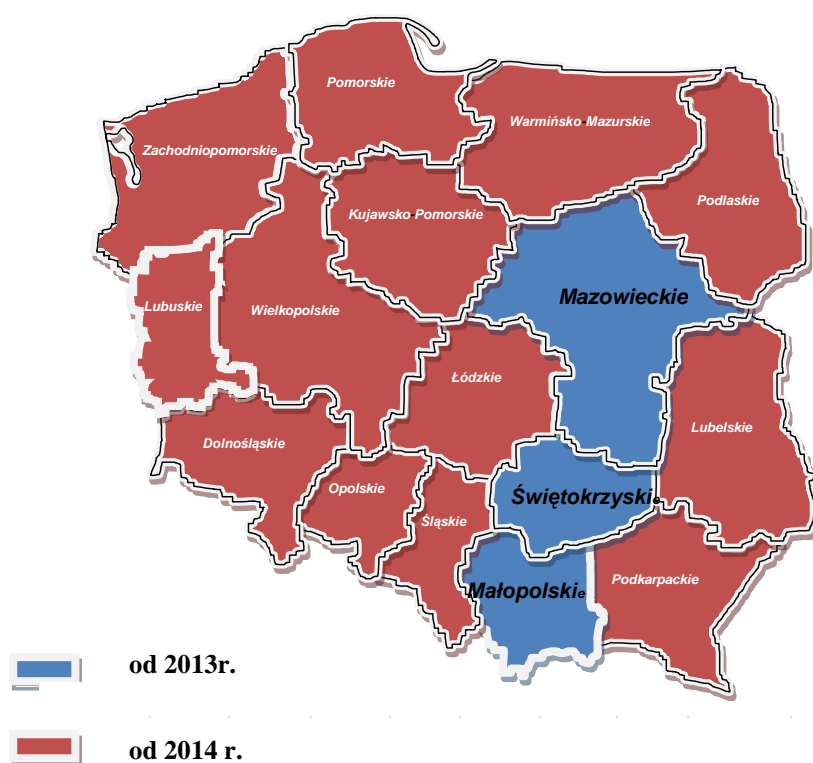 Pomorskie
Warmińsko-Mazurskie
Zachodniopomorskie
Podlaskie
Kujawsko-Pomorskie
Mazowieckie
Lubuskie
Wielkopolskie
Łódzkie
Lubelskie
Dolnośląskie
Opolskie
Świętokrzyskie
Śląskie
Podkarpackie
Małopolskie
od 2013r.
od 2014 r.